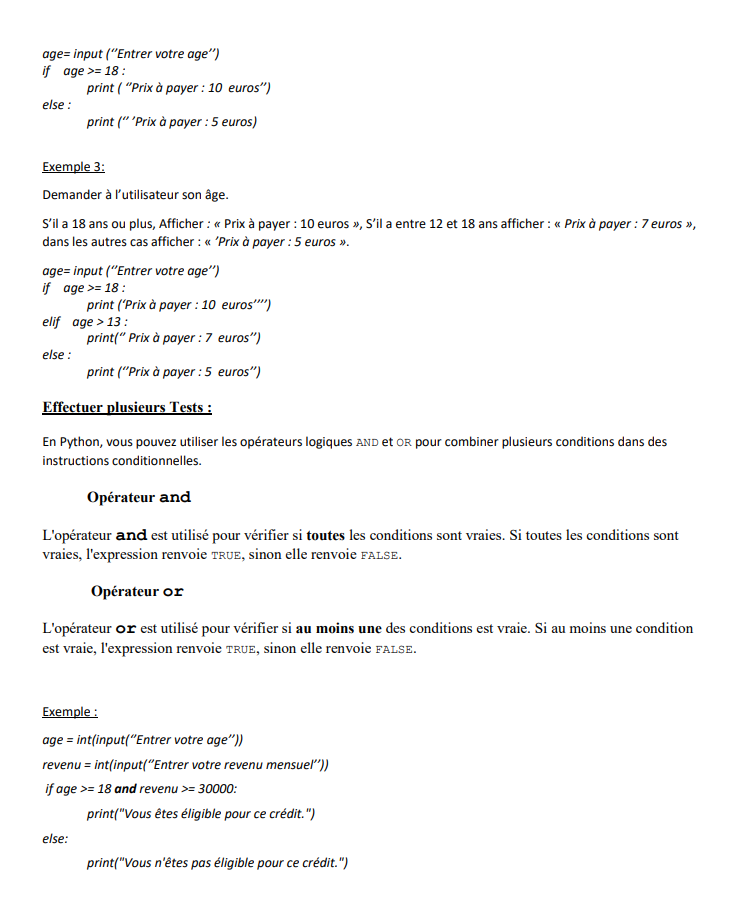 age= input (‘’Entrer votre age’’)
if age >= 18 :
print ( ‘’Prix à payer : 10 euros’’)
else :
print (‘’ ’Prix à payer : 5 euros)
Exemple 3:
Demander à l’utilisateur son âge.
S’il a 18 ans ou plus, Afficher : « Prix à payer : 10 euros », S’il a entre 12 et 18 ans afficher : « Prix à payer : 7 euros »,
dans les autres cas afficher : « ’Prix à payer : 5 euros ».
age= input (‘’Entrer votre age’’)
if age >= 18 :
print (‘Prix à payer : 10 euros’’’’)
elif age > 13 :
print(‘’ Prix à payer : 7 euros’’)
else :
print (‘’Prix à payer : 5 euros’’)
Effectuer plusieurs Tests :
En Python, vous pouvez utiliser les opérateurs logiques AND et OR pour combiner plusieurs conditions dans des
instructions conditionnelles.
Opérateur and
L'opérateur and est utilisé pour vérifier si toutes les conditions sont vraies. Si toutes les conditions sont
vraies, l'expression renvoie TRUE, sinon elle renvoie FALSE.
Opérateur or
L'opérateur or est utilisé pour vérifier si au moins une des conditions est vraie. Si au moins une condition
est vraie, l'expression renvoie TRUE, sinon elle renvoie FALSE.
Exemple :
age = int(input(‘’Entrer votre age’’))
revenu = int(input(‘’Entrer votre revenu mensuel’’))
if age >= 18 and revenu >= 30000:
print("Vous êtes éligible pour ce crédit.")
else:
print("Vous n'êtes pas éligible pour ce crédit.")